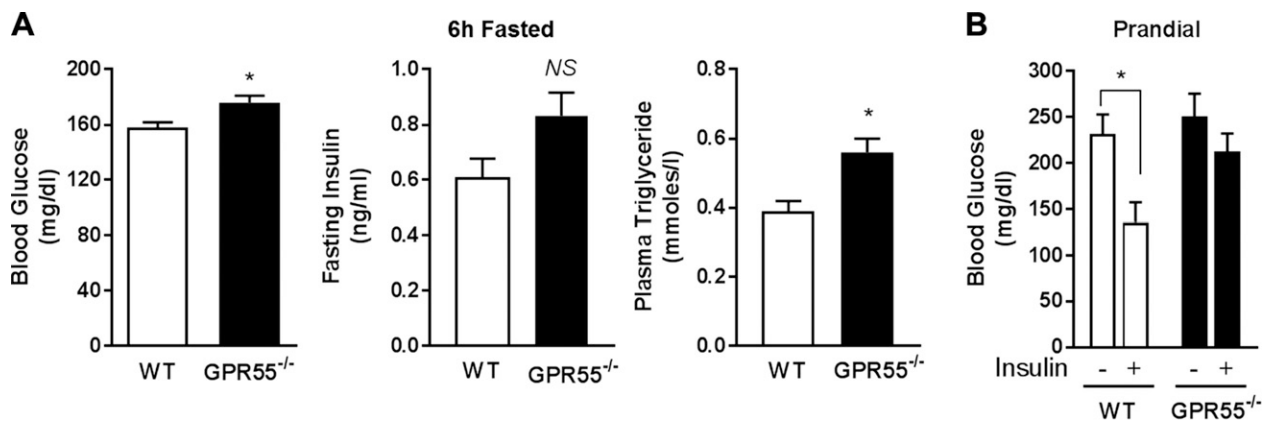 A
6h Fasted
B
Prandial
Blood Glucose
(mg/dl)
200
160
120
80
40
0
*
WT
GPR55-/-
Fasting Insulin
(ng/ml)
1.0
0.8
0.6
0.4
0.2
0.0
NS
WT
GPR55-/-
Plasma Triglyceride
(mmoles/l)
0.8
0.6
0.4
0.2
0.0
*
WT
GPR55-/-
Blood Glucose
(mg/dl)
300
250
200
150
100
50
0
*
Insulin - + - +
WT GPR55-/-